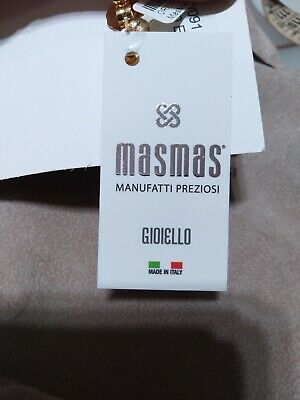 masmas®
MANUFATTI PREZIOSI
GIOIELLO
MADE IN ITALY